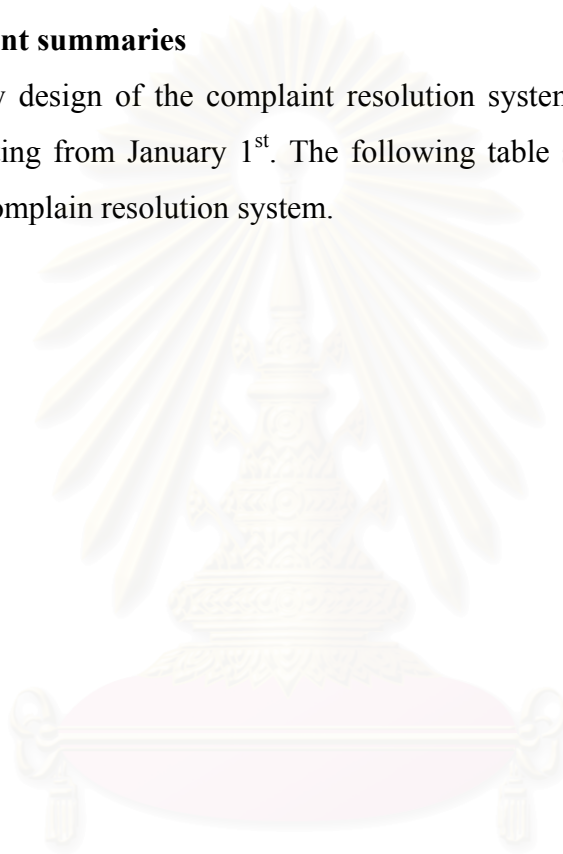 nt summaries
design of the complaint resolution system
ing from January 1st. The following table
omplain resolution system.